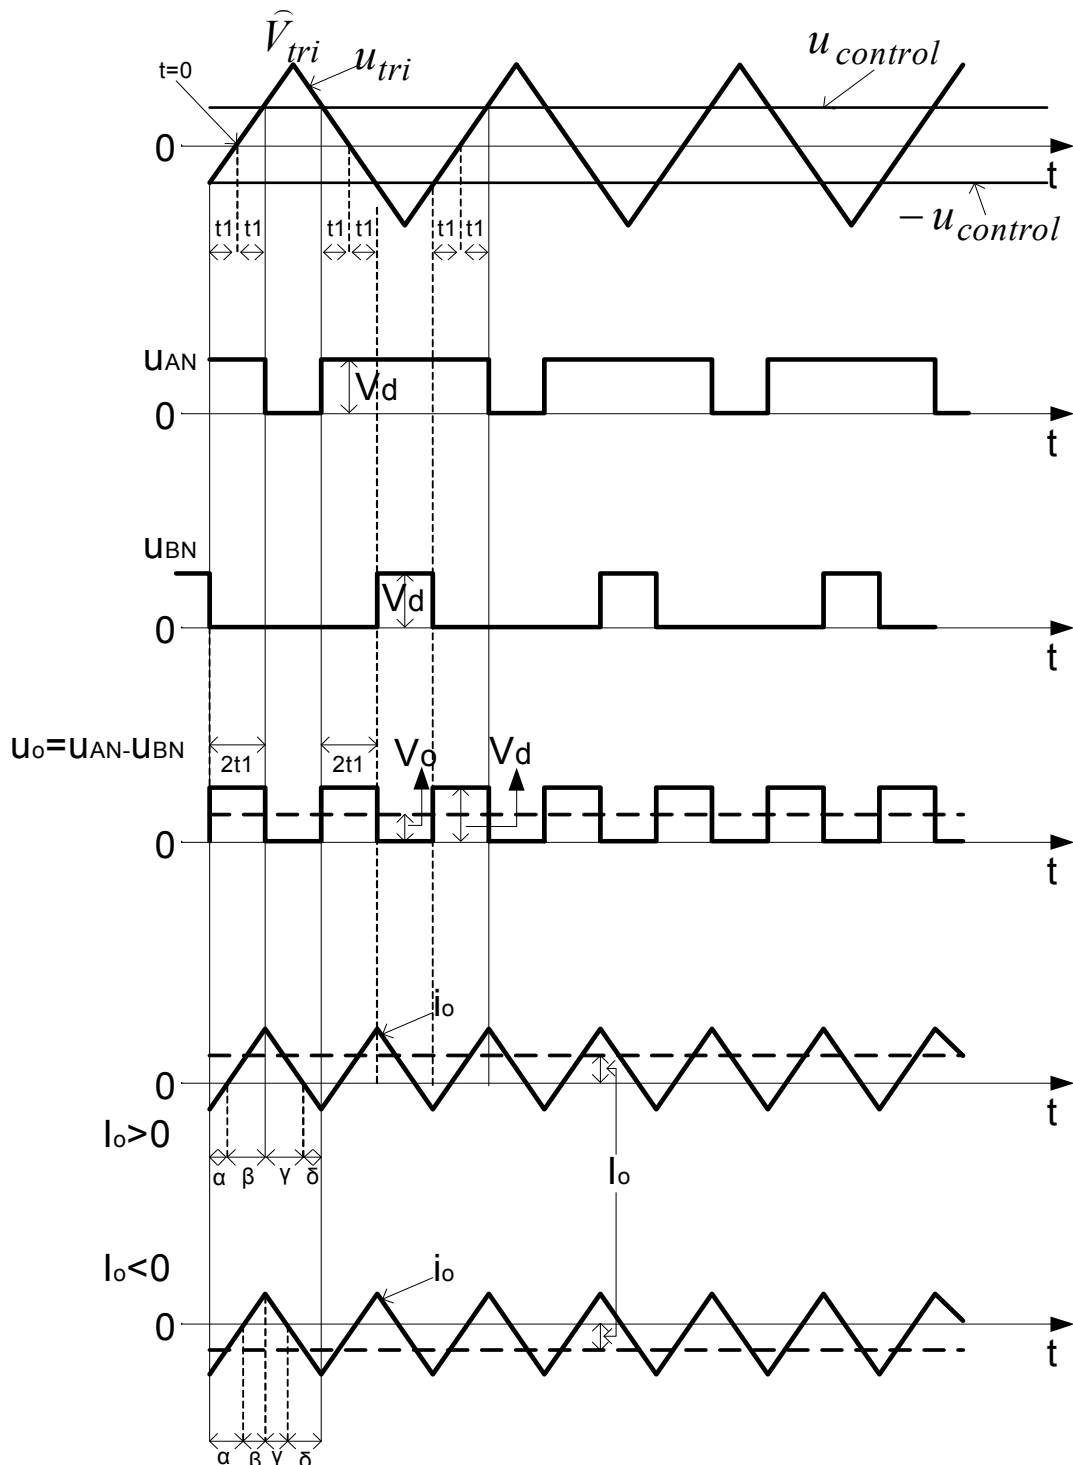 V̂tri
utri
ucontrol
t=0
0
t
t1 t1 t1 t1 t1 t1
−ucontrol
uAN
Vd
0
t
uBN
Vd
0
t
uo=uAN-uBN
2t1 2t1 Vo Vd
0
t
io
0
t
Io>0
α β γ δ
Io
Io<0
io
0
t
α β γ δ